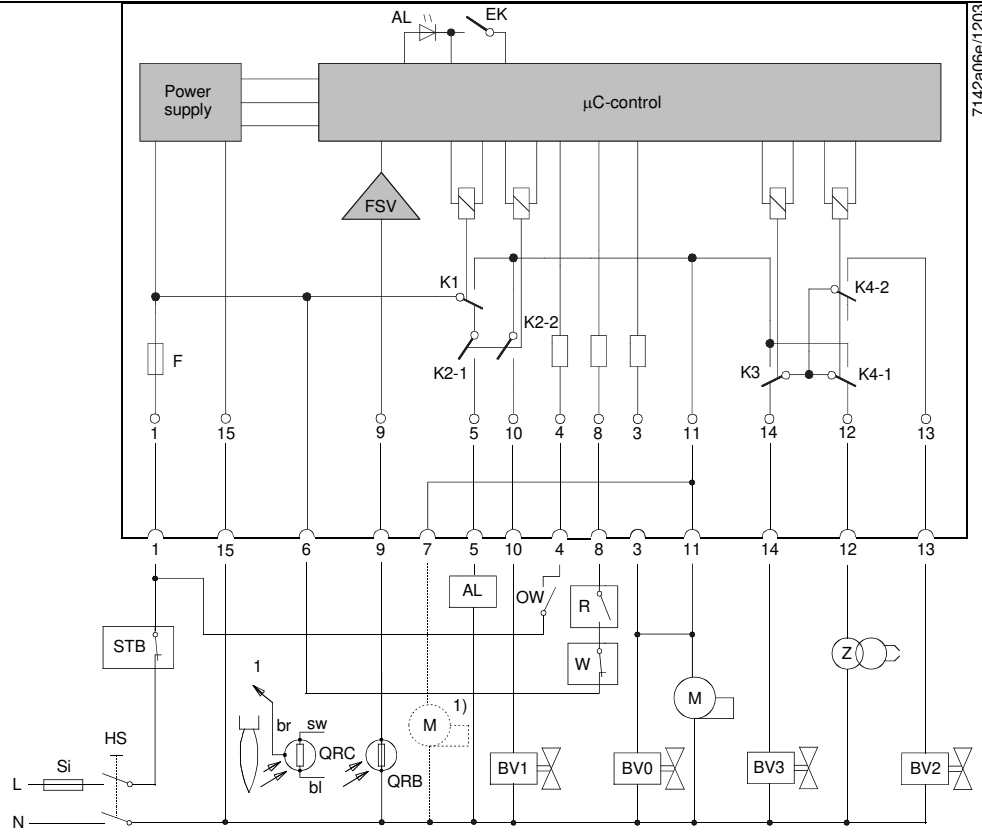 AL EK
7142a06e/1203
Power
supply
μC-control
FSV
K1
K2-2
K2-1
K4-2
K3
K4-1
F
1 15 9 5 10 4 8 3 11 14 12 13
1 15 6 9 7 5 10 4 8 3 11 14 12 13
AL
OW
R
STB
W
Z
1
br
sw
QRC
bl
QRB
M
1)
M
HS
Si
L
BV1
BV0
BV3
BV2
N